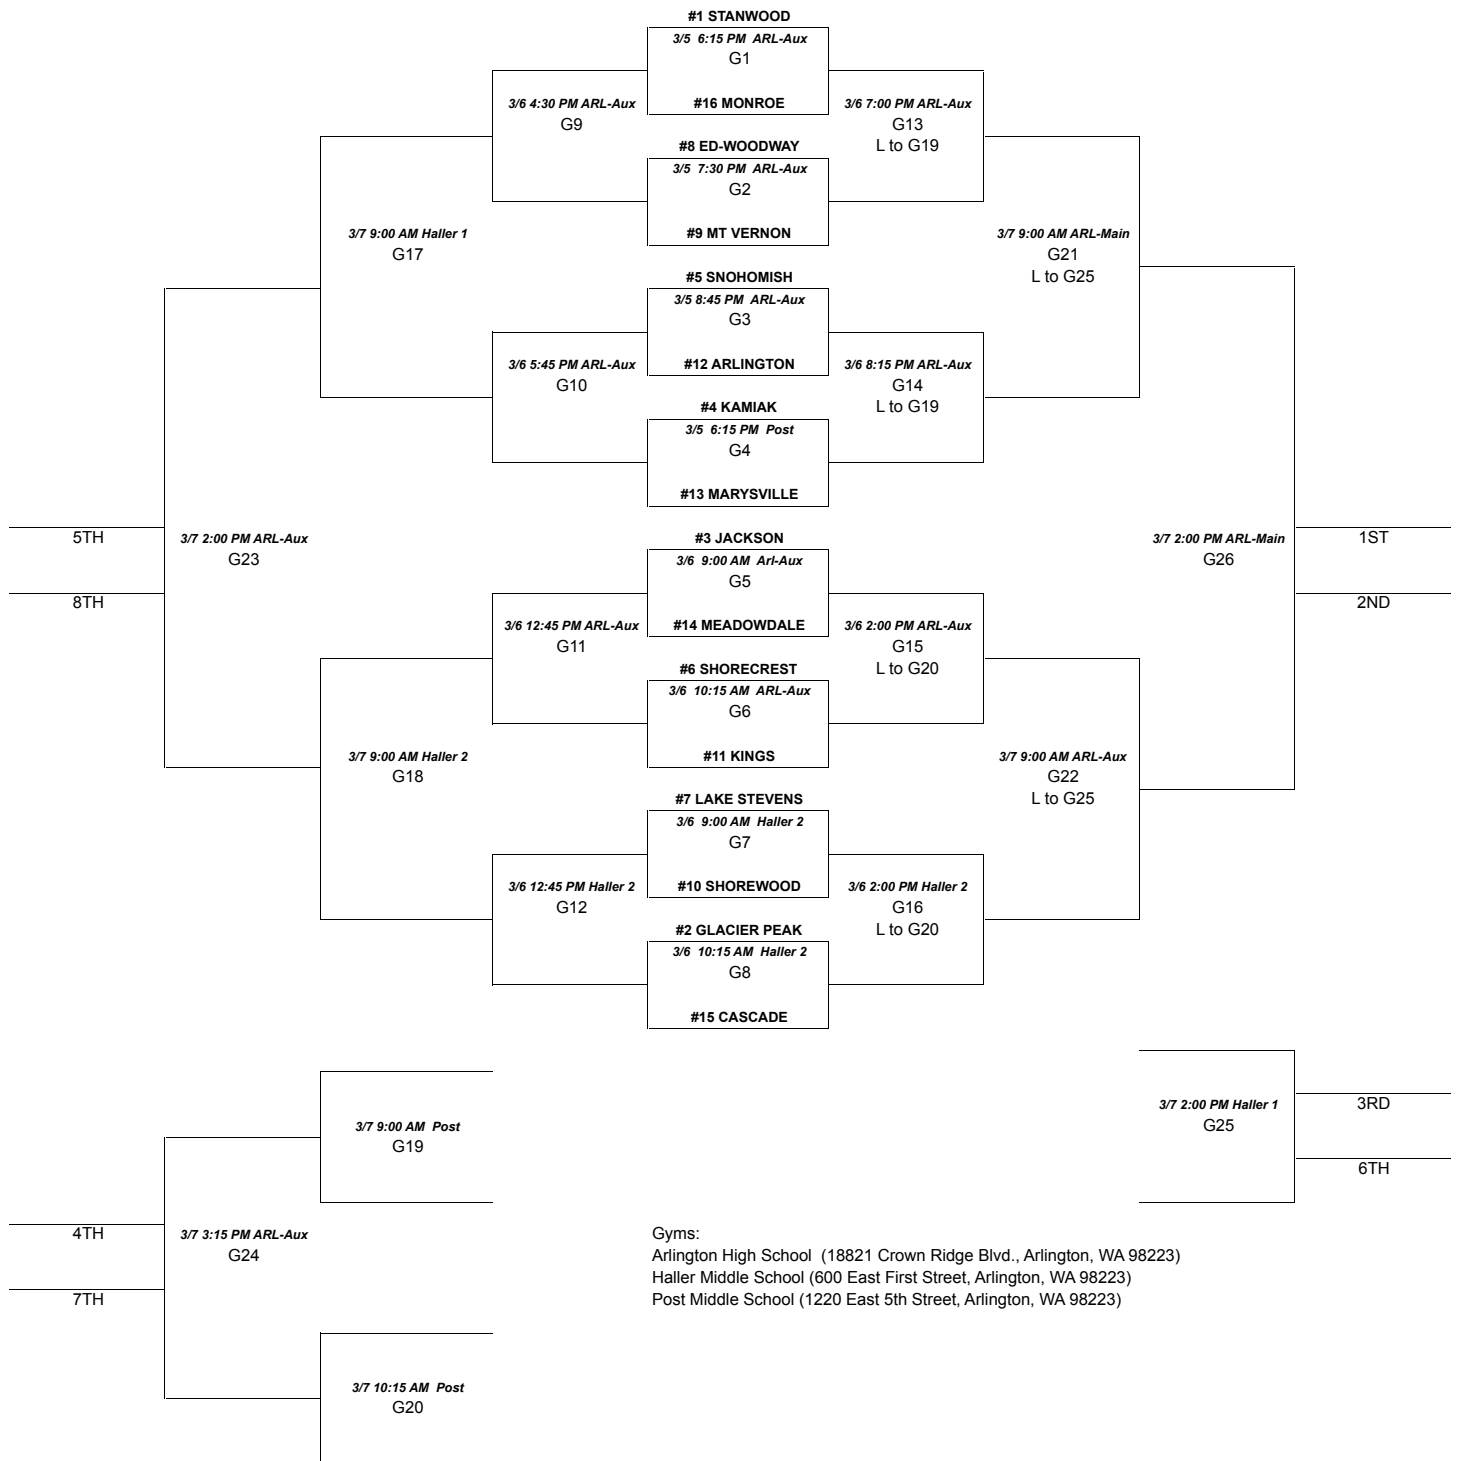 #1 STANWOOD
3/5 6:15 PM ARL-Aux
G1
#16 MONROE
3/6 4:30 PM ARL-Aux
G9
3/6 7:00 PM ARL-Aux
G13
L to G19
#8 ED-WOODWAY
3/5 7:30 PM ARL-Aux
G2
#9 MT VERNON
3/7 9:00 AM Haller 1
G17
3/7 9:00 AM ARL-Main
G21
L to G25
#5 SNOHOMISH
3/5 8:45 PM ARL-Aux
G3
#12 ARLINGTON
3/6 5:45 PM ARL-Aux
G10
3/6 8:15 PM ARL-Aux
G14
L to G19
#4 KAMIAK
3/5 6:15 PM Post
G4
#13 MARYSVILLE
5TH
8TH
3/7 2:00 PM ARL-Aux
G23
#3 JACKSON
3/6 9:00 AM Arl-Aux
G5
#14 MEADOWDALE
3/7 2:00 PM ARL-Main
G26
1ST
2ND
3/6 12:45 PM ARL-Aux
G11
3/6 2:00 PM ARL-Aux
G15
L to G20
#6 SHORECREST
3/6 10:15 AM ARL-Aux
G6
#11 KINGS
3/7 9:00 AM Haller 2
G18
3/7 9:00 AM ARL-Aux
G22
L to G25
#7 LAKE STEVENS
3/6 9:00 AM Haller 2
G7
#10 SHOREWOOD
3/6 12:45 PM Haller 2
G12
3/6 2:00 PM Haller 2
G16
L to G20
#2 GLACIER PEAK
3/6 10:15 AM Haller 2
G8
#15 CASCADE
3/7 9:00 AM Post
G19
3/7 2:00 PM Haller 1
G25
3RD
6TH
4TH
7TH
3/7 3:15 PM ARL-Aux
G24
Gyms:
Arlington High School (18821 Crown Ridge Blvd., Arlington, WA 98223)
Haller Middle School (600 East First Street, Arlington, WA 98223)
Post Middle School (1220 East 5th Street, Arlington, WA 98223)
3/7 10:15 AM Post
G20